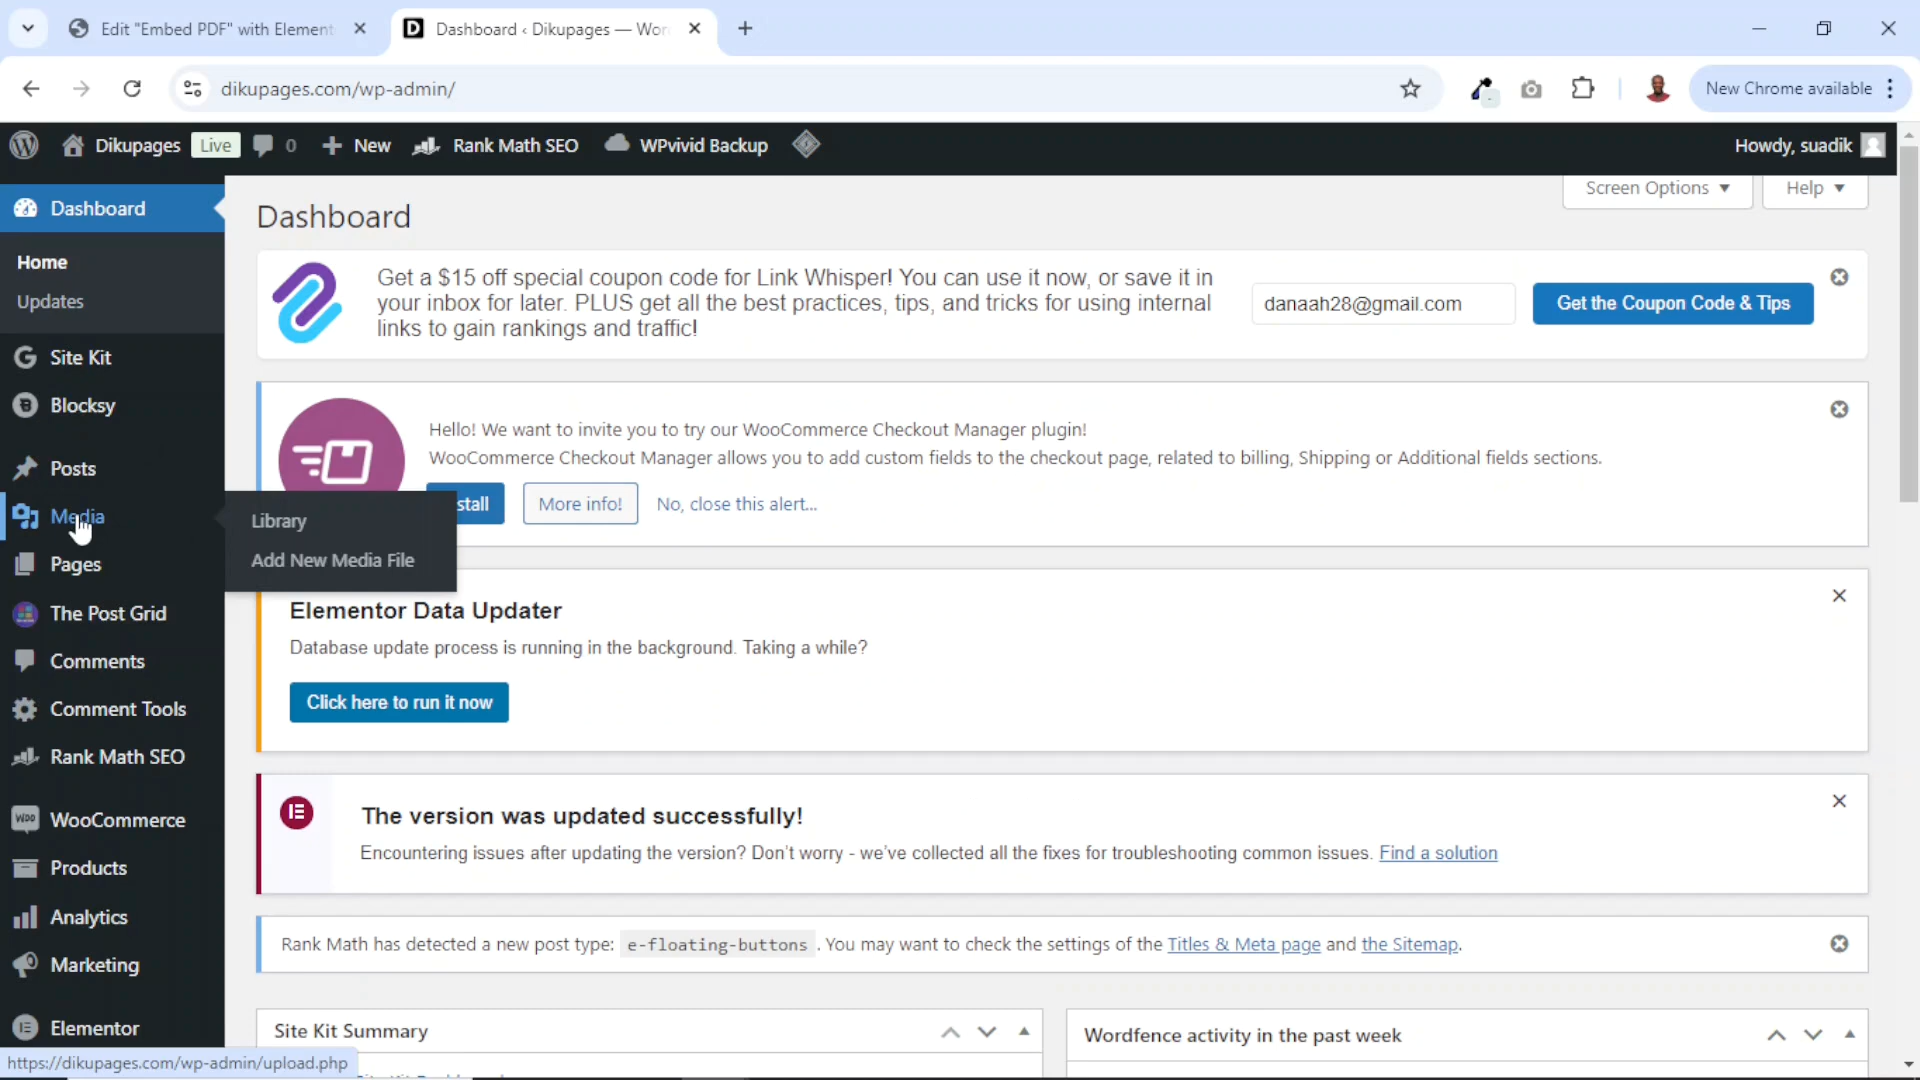 Edit "Embed PDF" with Element
Dashboard ‹ Dikupages — Wor
dikupages.com/wp-admin/
New Chrome available
Dikupages Live 0 New Rank Math SEO WPvivid Backup Howdy, suadik
Screen Options Help
Dashboard
Home
Updates
Site Kit
Blocksy
Posts
Media
Pages
The Post Grid
Comments
Comment Tools
Rank Math SEO
WooCommerce
Products
Analytics
Marketing
Elementor
Library
Add New Media File
Dashboard
Get a $15 off special coupon code for Link Whisper! You can use it now, or save it in
your inbox for later. PLUS get all the best practices, tips, and tricks for using internal
links to gain rankings and traffic!
danaah28@gmail.com
Get the Coupon Code & Tips
Hello! We want to invite you to try our WooCommerce Checkout Manager plugin!
WooCommerce Checkout Manager allows you to add custom fields to the checkout page, related to billing, Shipping or Additional fields sections.
stall More info! No, close this alert...
Elementor Data Updater
Database update process is running in the background. Taking a while?
Click here to run it now
The version was updated successfully!
Encountering issues after updating the version? Don't worry - we've collected all the fixes for troubleshooting common issues. Find a solution
Rank Math has detected a new post type: e-floating-buttons . You may want to check the settings of the Titles & Meta page and the Sitemap.
Site Kit Summary
Wordfence activity in the past week
https://dikupages.com/wp-admin/upload.php